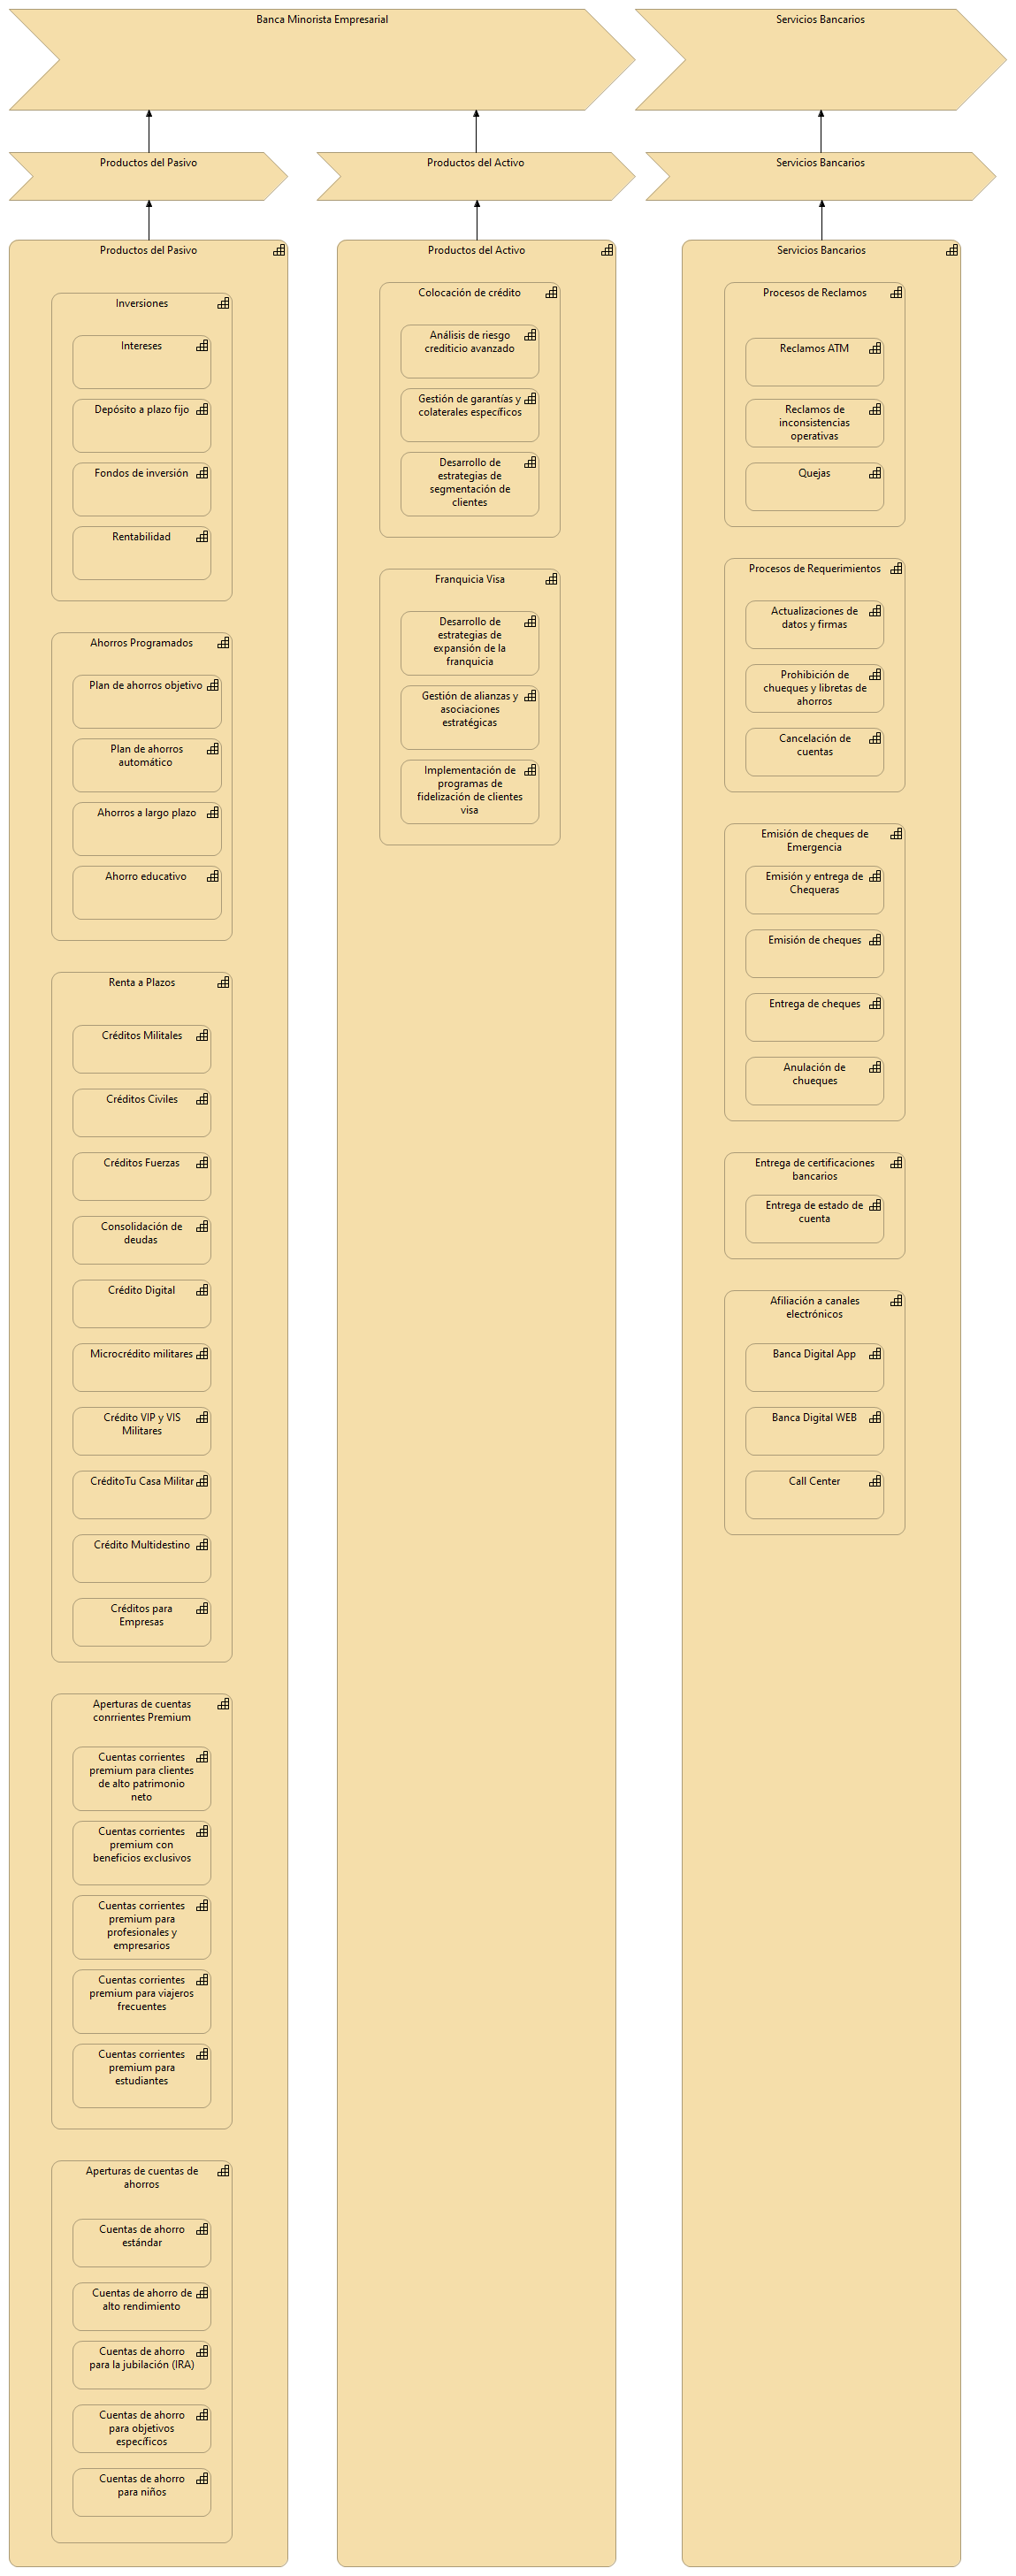 Banca Minorista Empresarial
Servicios Bancarios
Productos del Pasivo
Productos del Activo
Servicios Bancarios
Productos del Pasivo
Inversiones
Intereses
Depósito a plazo fijo
Fondos de inversión
Rentabilidad
Ahorros Programados
Plan de ahorros objetivo
Plan de ahorros
automático
Ahorros a largo plazo
Ahorro educativo
Renta a Plazos
Créditos Militales
Créditos Civiles
Créditos Fuerzas
Consolidación de
deudas
Crédito Digital
Microcrédito militares
Crédito VIP y VIS
Militares
CréditoTu Casa Militar
Crédito Multidestino
Créditos para
Empresas
Aperturas de cuentas
conrrientes Premium
Cuentas corrientes
premium para clientes
de alto patrimonio
neto
Cuentas corrientes
premium con
beneficios exclusivos
Cuentas corrientes
premium para
profesionales y
empresarios
Cuentas corrientes
premium para viajeros
frecuentes
Cuentas corrientes
premium para
estudiantes
Aperturas de cuentas de
ahorros
Cuentas de ahorro
estándar
Cuentas de ahorro de
alto rendimiento
Cuentas de ahorro
para la jubilación (IRA)
Cuentas de ahorro
para objetivos
específicos
Cuentas de ahorro
para niños
Productos del Activo
Colocación de crédito
Análisis de riesgo
crediticio avanzado
Gestión de garantías y
colaterales específicos
Desarrollo de
estrategias de
segmentación de
clientes
Franquicia Visa
Desarrollo de
estrategias de
expansión de la
franquicia
Gestión de alianzas y
asociaciones
estratégicas
Implementación de
programas de
fidelización de clientes
visa
Servicios Bancarios
Procesos de Reclamos
Reclamos ATM
Reclamos de
inconsistencias
operativas
Quejas
Procesos de Requerimientos
Actualizaciones de
datos y firmas
Prohibición de
chueques y libretas de
ahorros
Cancelación de
cuentas
Emisión de cheques de
Emergencia
Emisión y entrega de
Chequeras
Emisión de cheques
Entrega de cheques
Anulación de
chueques
Entrega de certificaciones
bancarios
Entrega de estado de
cuenta
Afiliación a canales
electrónicos
Banca Digital App
Banca Digital WEB
Call Center